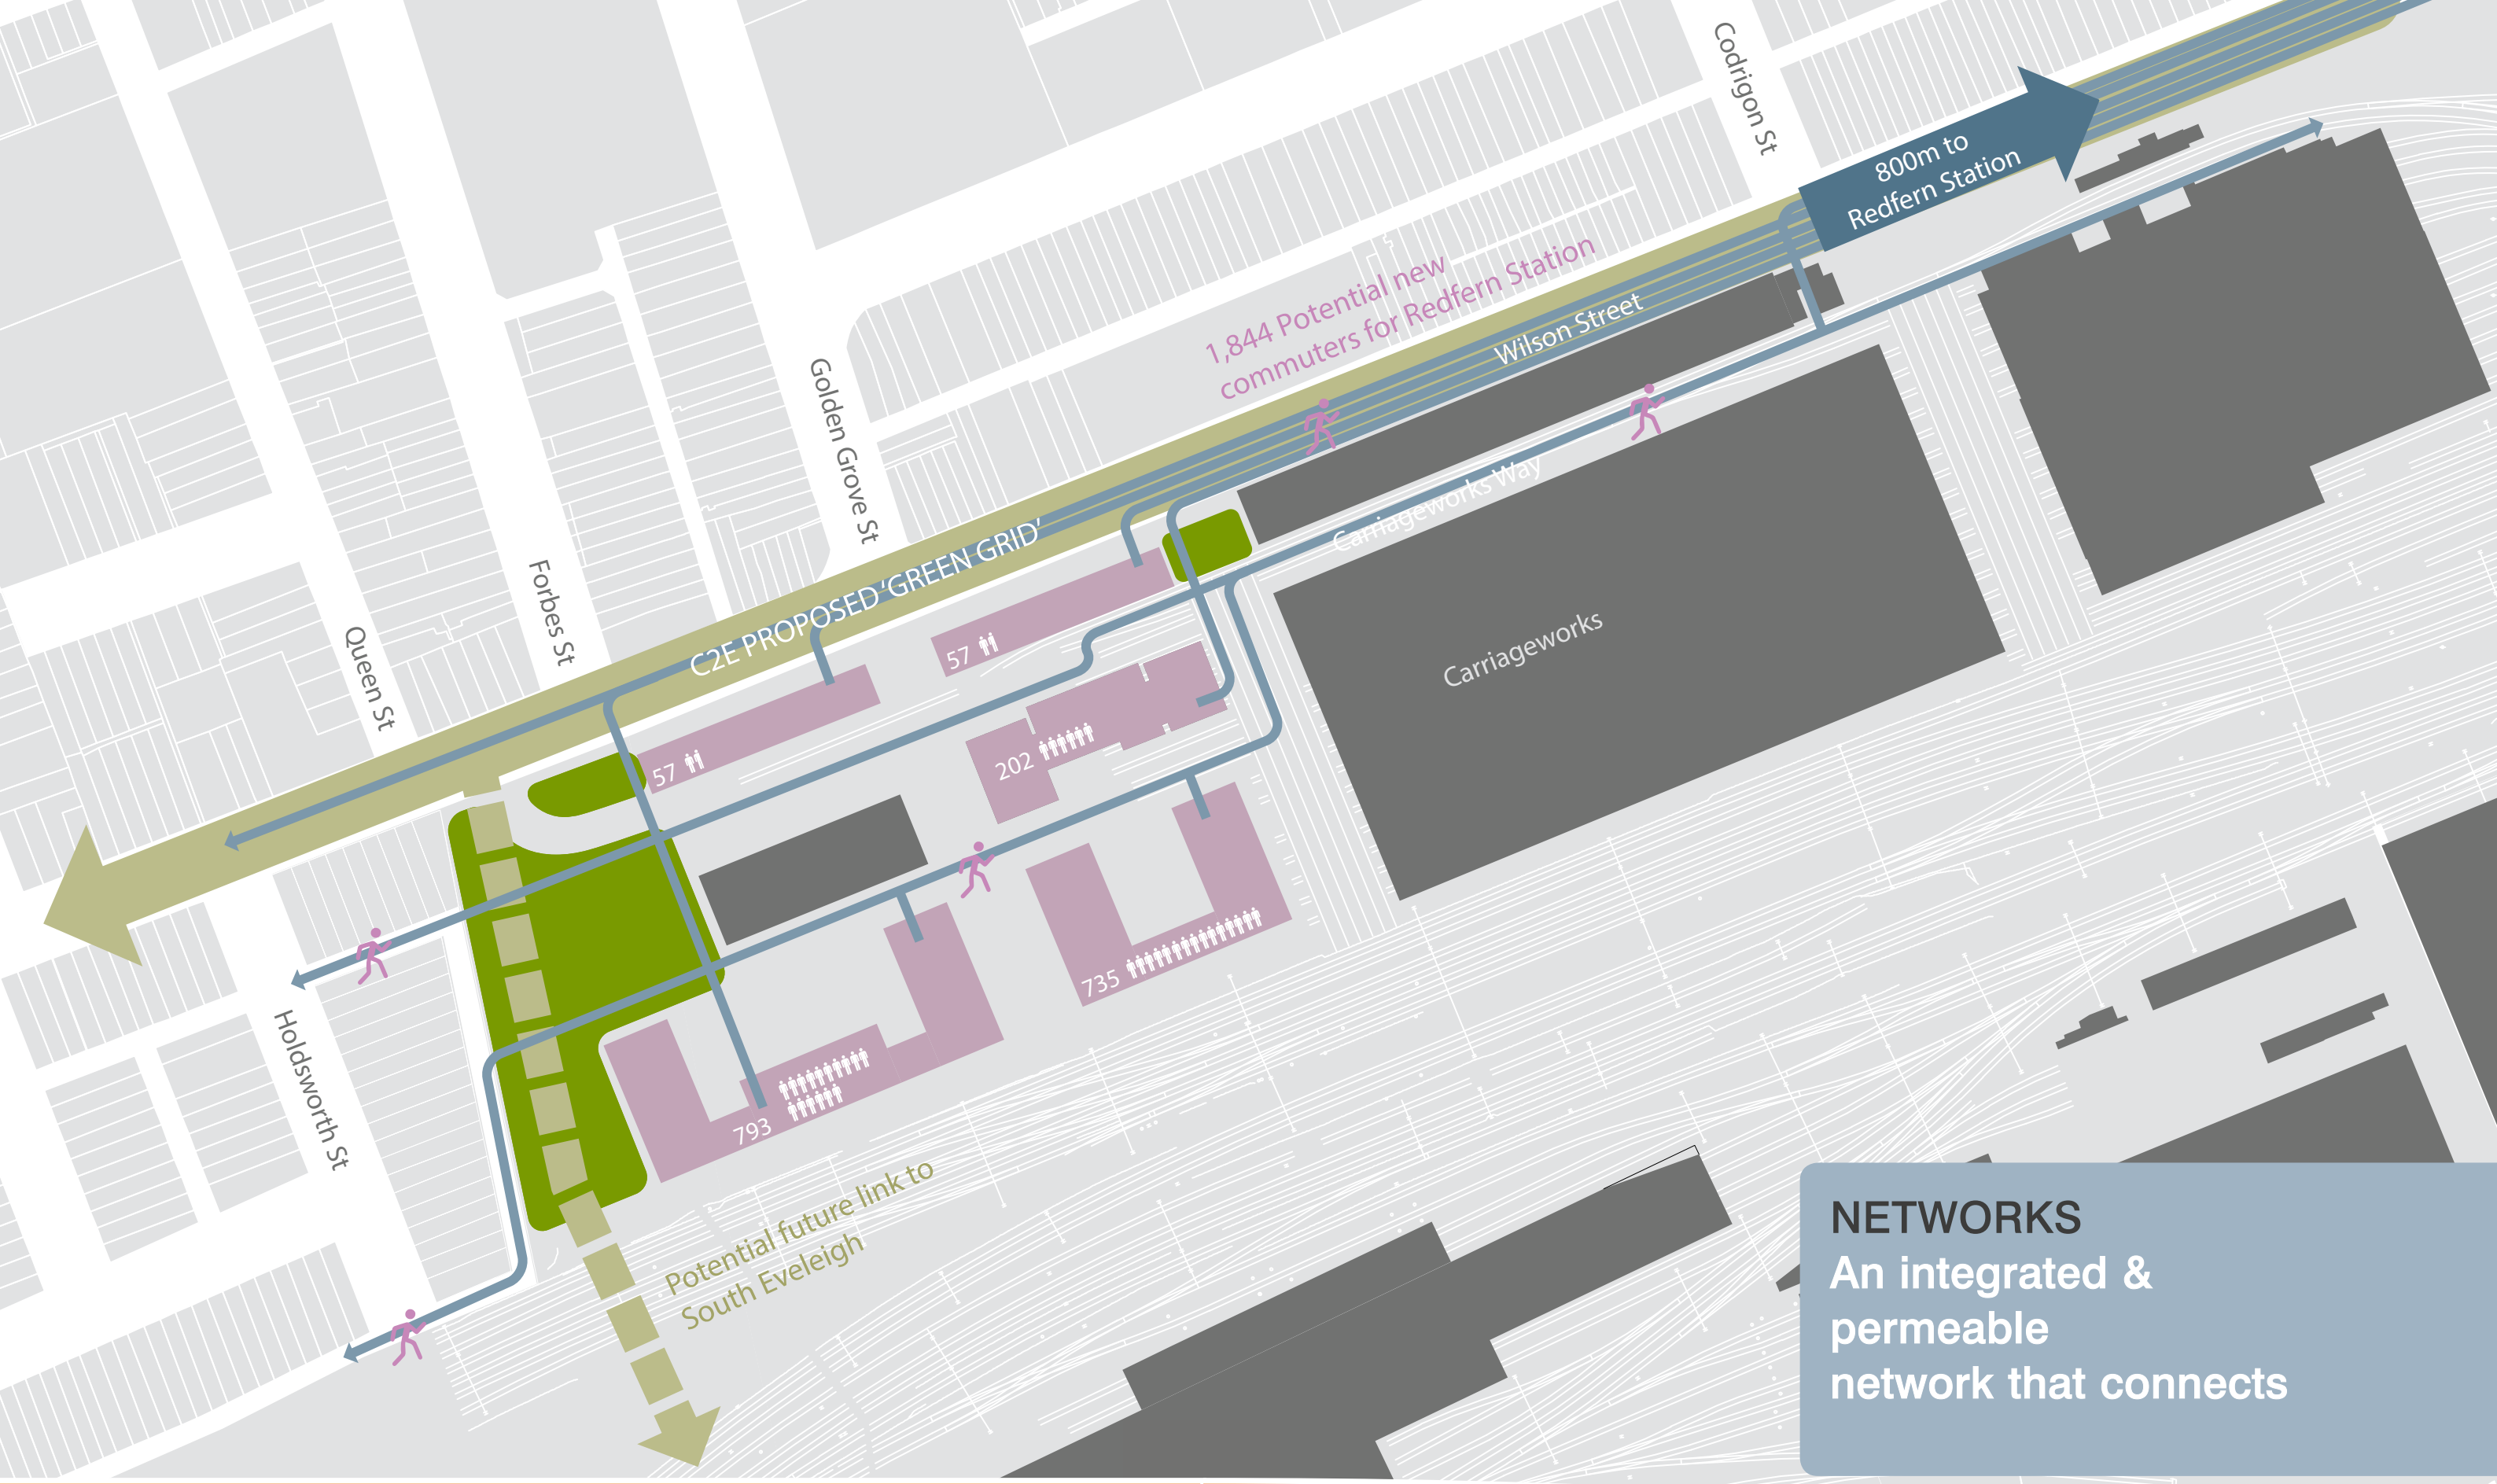 Codrigon St
800m to
Redfern Station
1,844 Potential new
commuters for Redfern Station
Wilson Street
Golden Grove St
Carriageworks Way
C2E PROPOSED 'GREEN GRID'
Forbes St
Queen St
57
57
Carriageworks
202
735
793
Holdsworth St
Potential future link to
South Eveleigh
NETWORKS
An integrated &
permeable
network that connects